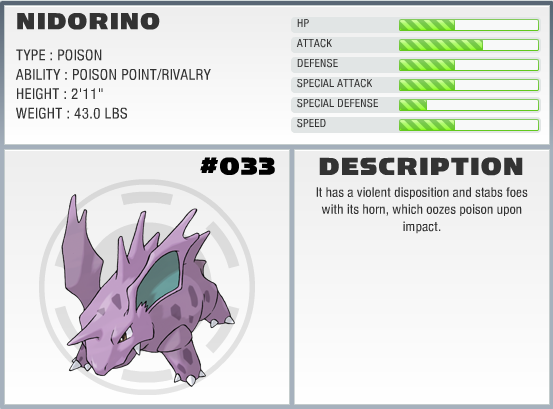 NIDORINO
TYPE : POISON
ABILITY : POISON POINT/RIVALRY
HEIGHT : 2'11"
WEIGHT : 43.0 LBS
HP
ATTACK
DEFENSE
SPECIAL ATTACK
SPECIAL DEFENSE
SPEED
#033
DESCRIPTION
It has a violent disposition and stabs foes
with its horn, which oozes poison upon
impact.